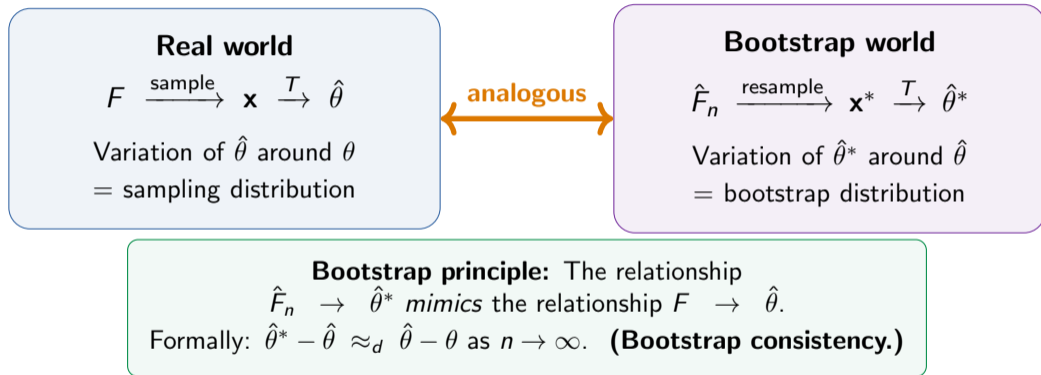 Real world
F sample→ x T→ θ̂
Variation of θ̂ around θ
= sampling distribution
analogous
Bootstrap world
F̂ₙ resample→ x* T→ θ̂*
Variation of θ̂* around θ̂
= bootstrap distribution
Bootstrap principle: The relationship
F̂ₙ → θ̂* mimics the relationship F → θ̂.
Formally: θ̂* − θ̂ ≈d θ̂ − θ as n → ∞. (Bootstrap consistency.)